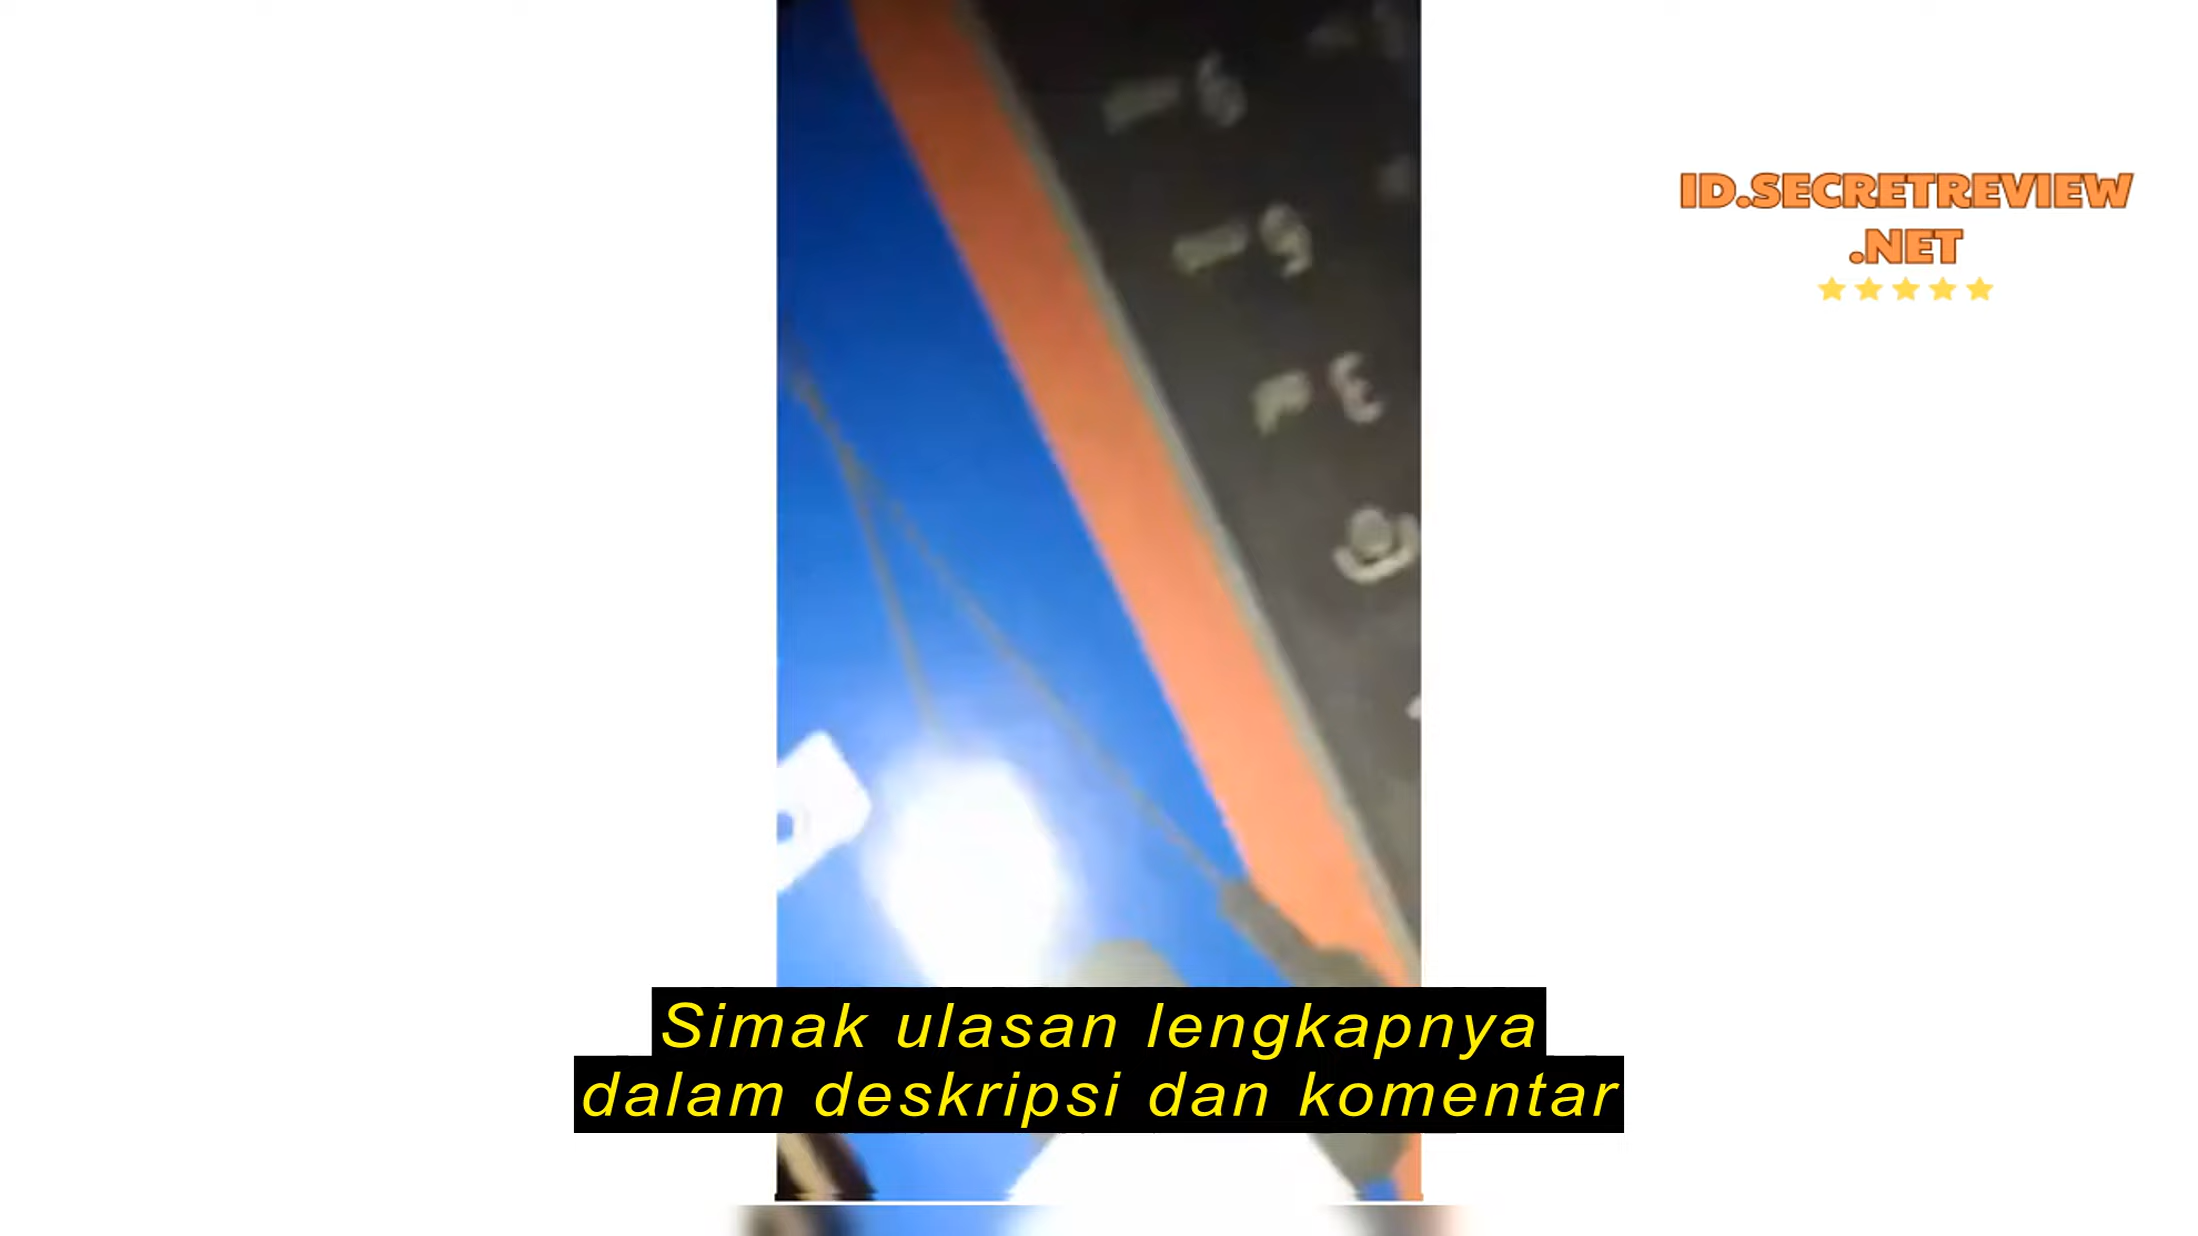 ID.SECRETREVIEW
.NET
Simak ulasan lengkapnya
dalam deskripsi dan komentar